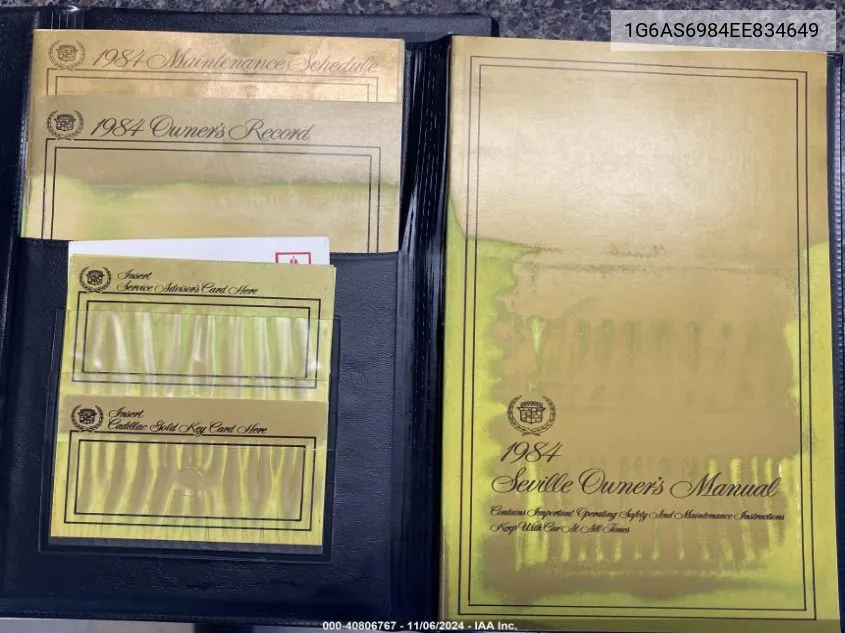 1G6AS6984EE834649
1984 Maintenance Schedule
1984 Owner's Record
Insert
Service Advisor's Card Here
Insert
Cadillac Gold Key Card Here
1984
Seville Owner's Manual
Contains Important Operating Safety And Maintenance Instructions
Keep With Car At All Times
000-40806767 - 11/06/2024 - IAA Inc.